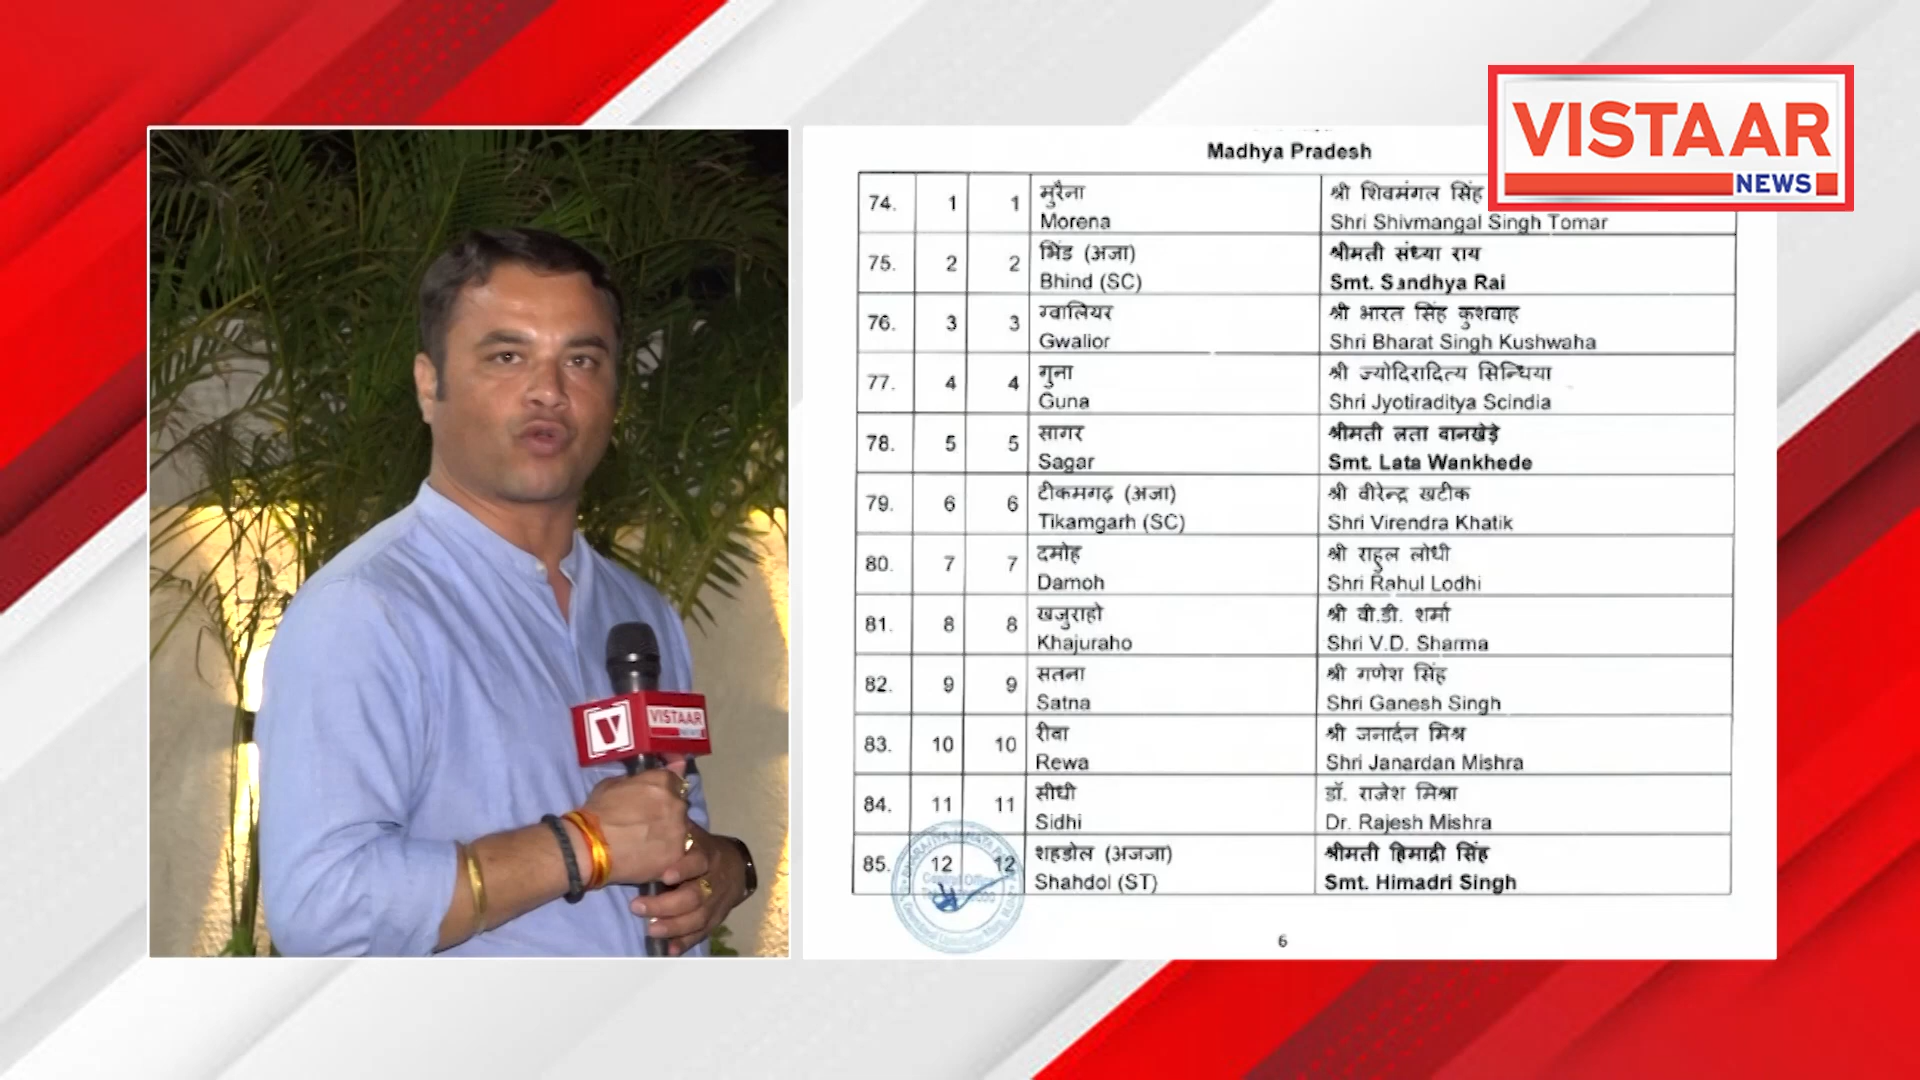 VISTAAR
NEWS
V VISTAAR
NEWS
Madhya Pradesh
74. 1 1 मुरैना श्री शिवमंगल सिंह
Morena Shri Shivmangal Singh Tomar
75. 2 2 भिंड (अजा) श्रीमती संध्या राय
Bhind (SC) Smt. Sandhya Rai
76. 3 3 ग्वालियर श्री भारत सिंह कुशवाह
Gwalior Shri Bharat Singh Kushwaha
77. 4 4 गुना श्री ज्योदिरादित्य सिन्धिया
Guna Shri Jyotiraditya Scindia
78. 5 5 सागर श्रीमती लता वानखेड़े
Sagar Smt. Lata Wankhede
79. 6 6 टीकमगढ़ (अजा) श्री वीरेन्द्र खटीक
Tikamgarh (SC) Shri Virendra Khatik
80. 7 7 दमोह श्री राहुल लोधी
Damoh Shri Rahul Lodhi
81. 8 8 खजुराहो श्री वी.डी. शर्मा
Khajuraho Shri V.D. Sharma
82. 9 9 सतना श्री गणेश सिंह
Satna Shri Ganesh Singh
83. 10 10 रीवा श्री जनार्दन मिश्र
Rewa Shri Janardan Mishra
84. 11 11 सीधी डॉ. राजेश मिश्रा
Sidhi Dr. Rajesh Mishra
85. 12 12 शहडोल (अजजा) श्रीमती हिमाद्री सिंह
Shahdol (ST) Smt. Himadri Singh
BHARATIYA JANATA
Central Office
6